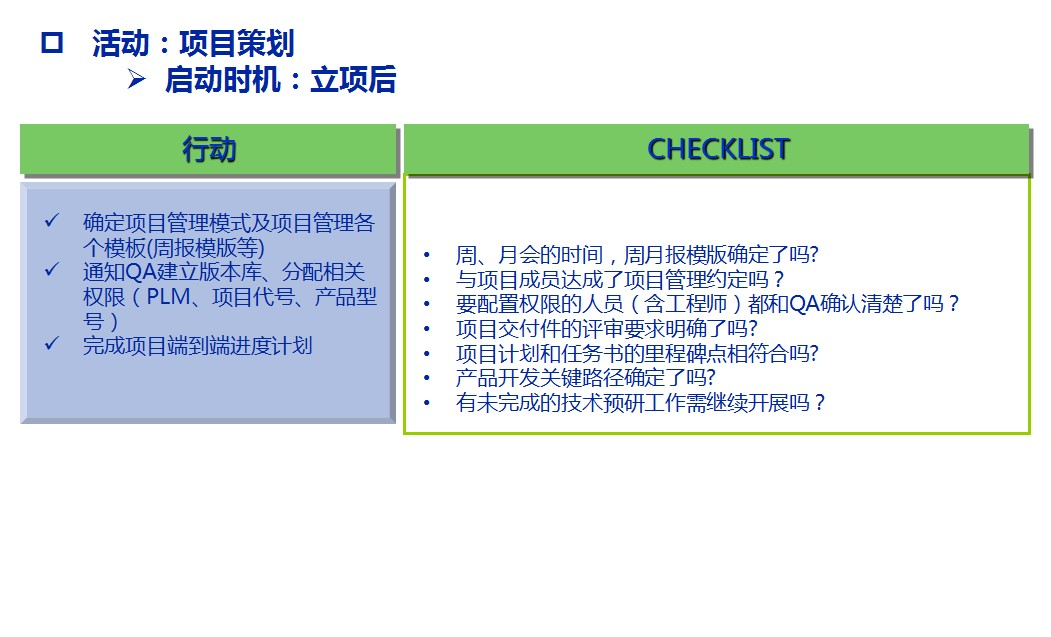 活动：项目策划
启动时机：立项后
行动
CHECKLIST
确定项目管理模式及项目管理各
个模板(周报模版等)
通知QA建立版本库、分配相关
权限（PLM、项目代号、产品型
号）
完成项目端到端进度计划
周、月会的时间，周月报模版确定了吗?
与项目成员达成了项目管理约定吗？
要配置权限的人员（含工程师）都和QA确认清楚了吗？
项目交付件的评审要求明确了吗?
项目计划和任务书的里程碑点相符合吗?
产品开发关键路径确定了吗?
有未完成的技术预研工作需继续开展吗？